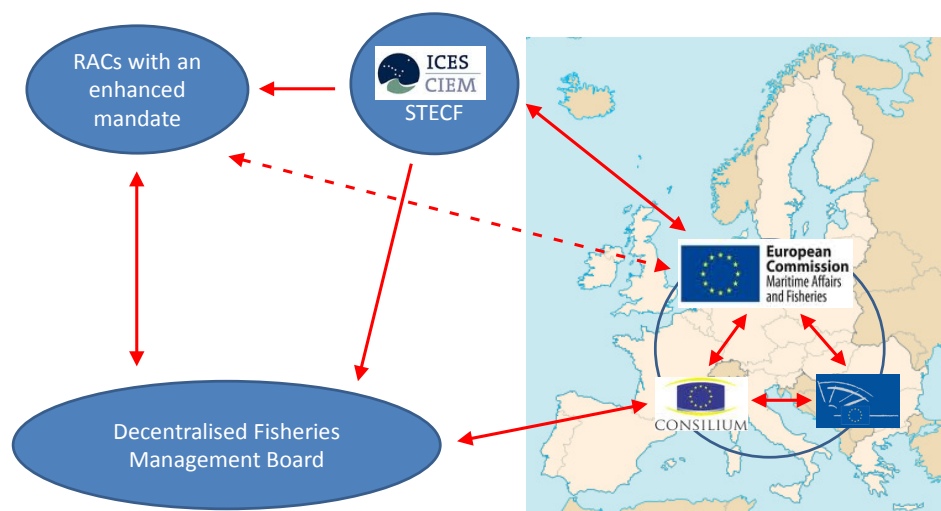 RACs with an
enhanced
mandate
ICES
CIEM
STECF
European
Commission
Maritime Affairs
and Fisheries
CONSILIUM
Decentralised Fisheries
Management Board